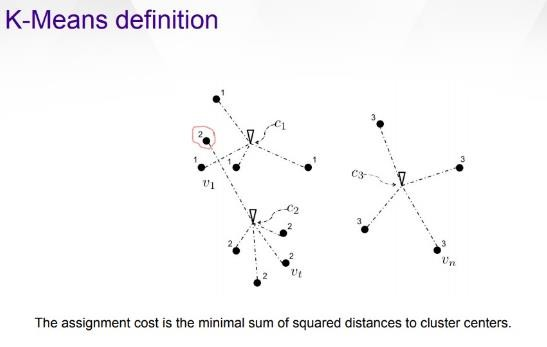 K-Means definition
1
2
C1
1
1
1
v1
C2
2
2
2
2
vt
3
3
C3
3
3
vn
The assignment cost is the minimal sum of squared distances to cluster centers.